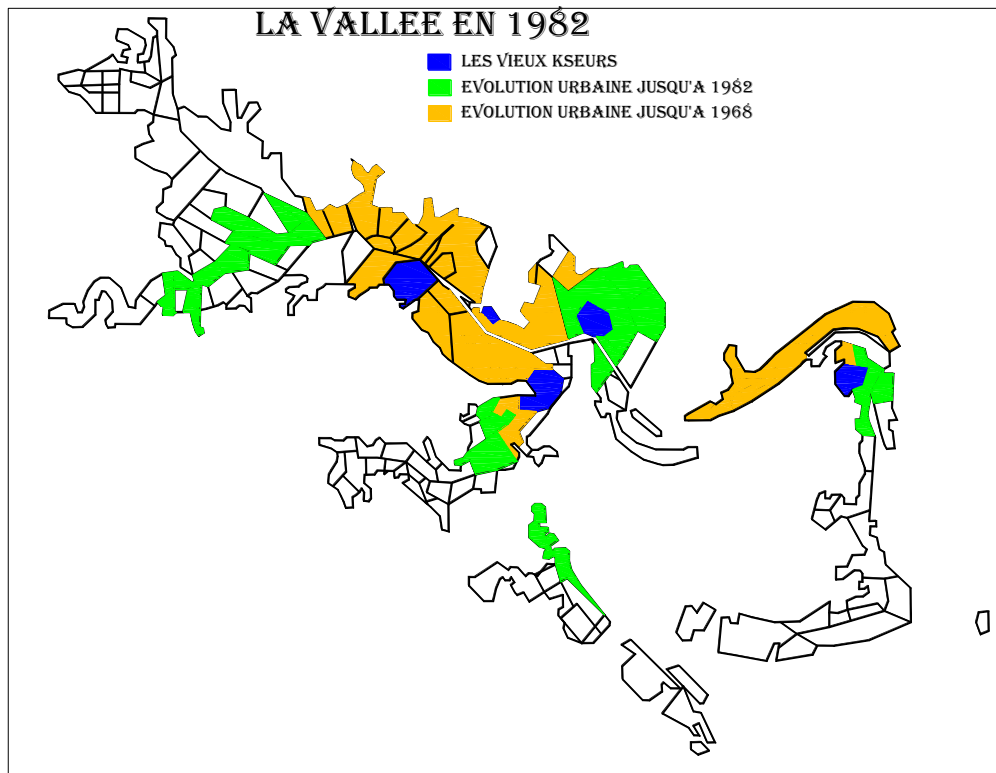 LA VALLEE EN 1982
LES VIEUX KSEURS
EVOLUTION URBAINE JUSQU'A 1982
EVOLUTION URBAINE JUSQU'A 1968